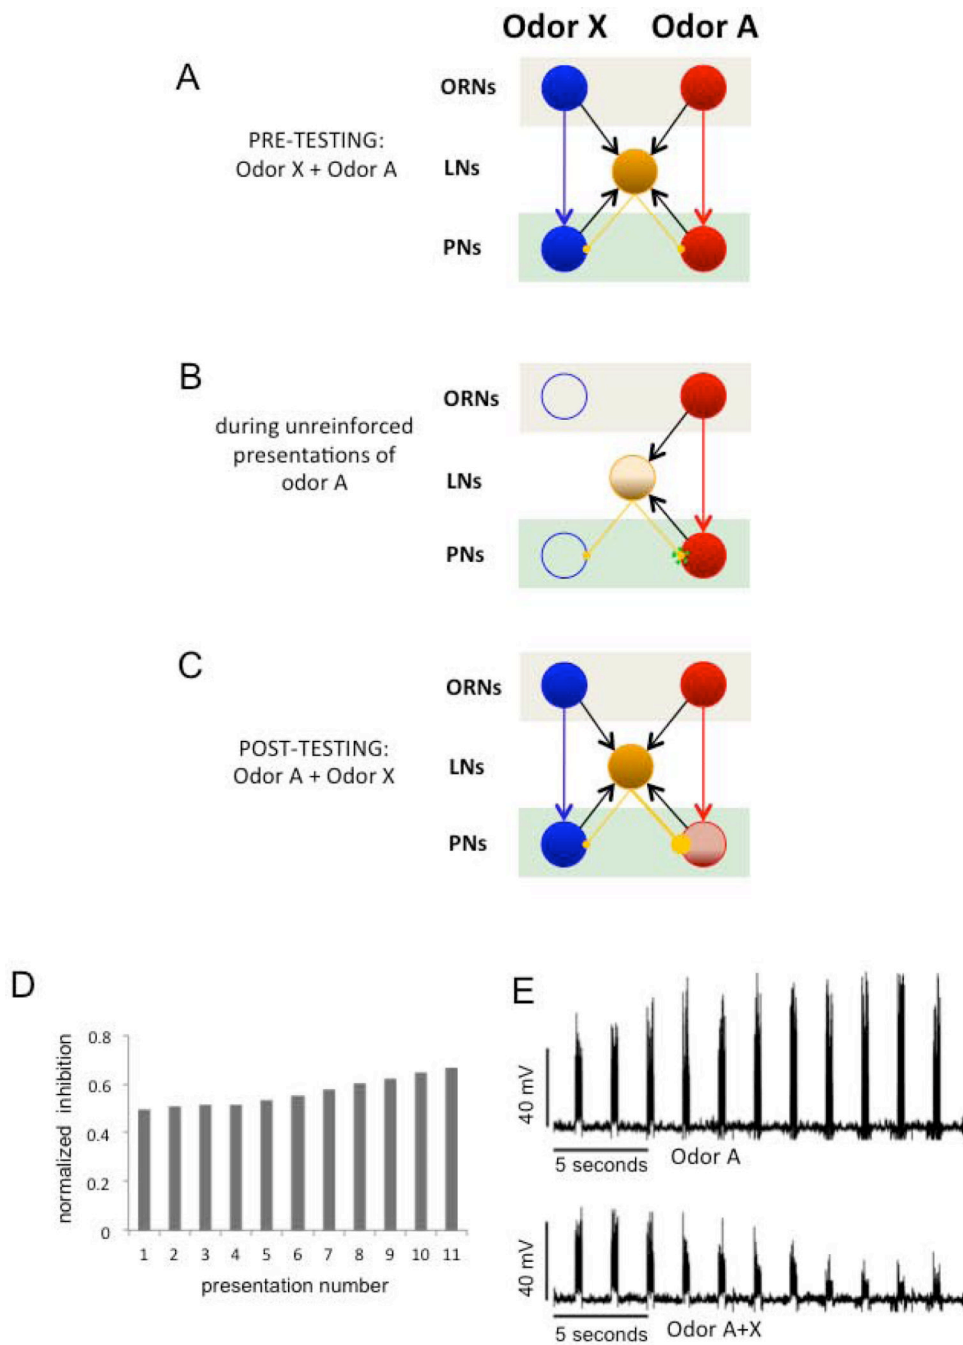 Odor X Odor A
A
ORNs
PRE-TESTING:
Odor X + Odor A
LNs
PNs
B
ORNs
during unreinforced
presentations of
odor A
LNs
PNs
C
ORNs
POST-TESTING:
Odor A + Odor X
LNs
PNs
D
normalized inhibition
0.8
0.6
0.4
0.2
0
1 2 3 4 5 6 7 8 9 10 11
presentation number
E
40 mV
5 seconds
Odor A
40 mV
5 seconds
Odor A+X